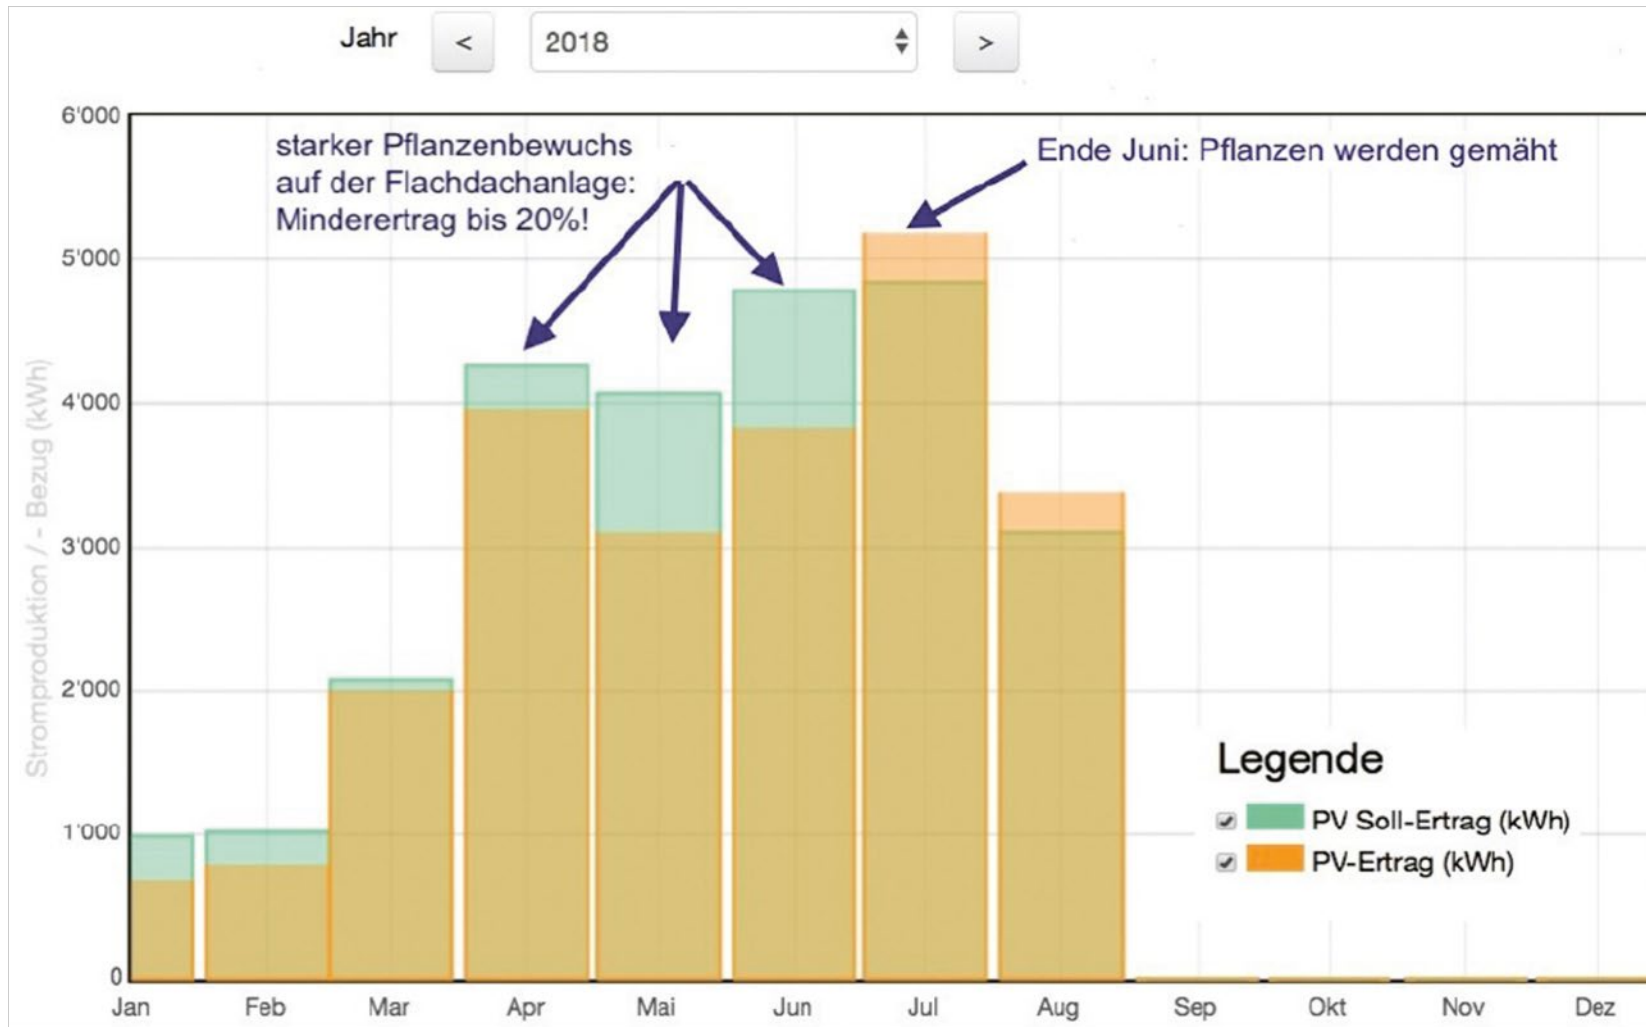 Jahr
<
2018
>
6'000
5'000
4'000
3'000
2'000
1'000
0
Stromproduktion / - Bezug (kWh)
starker Pflanzenbewuchs
auf der Flachdachanlage:
Minderertrag bis 20%!
Ende Juni: Pflanzen werden gemäht
Legende
PV Soll-Ertrag (kWh)
PV-Ertrag (kWh)
Jan Feb Mar Apr Mai Jun Jul Aug Sep Okt Nov Dez